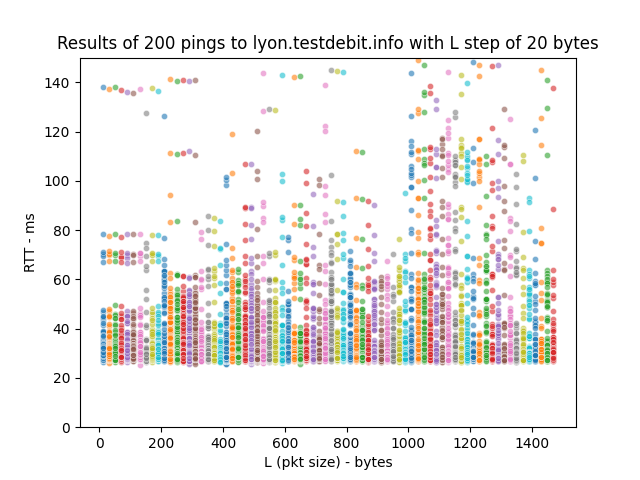 Results of 200 pings to lyon.testdebit.info with L step of 20 bytes
140
120
100
80
60
40
20
0
RTT - ms
0 200 400 600 800 1000 1200 1400
L (pkt size) - bytes